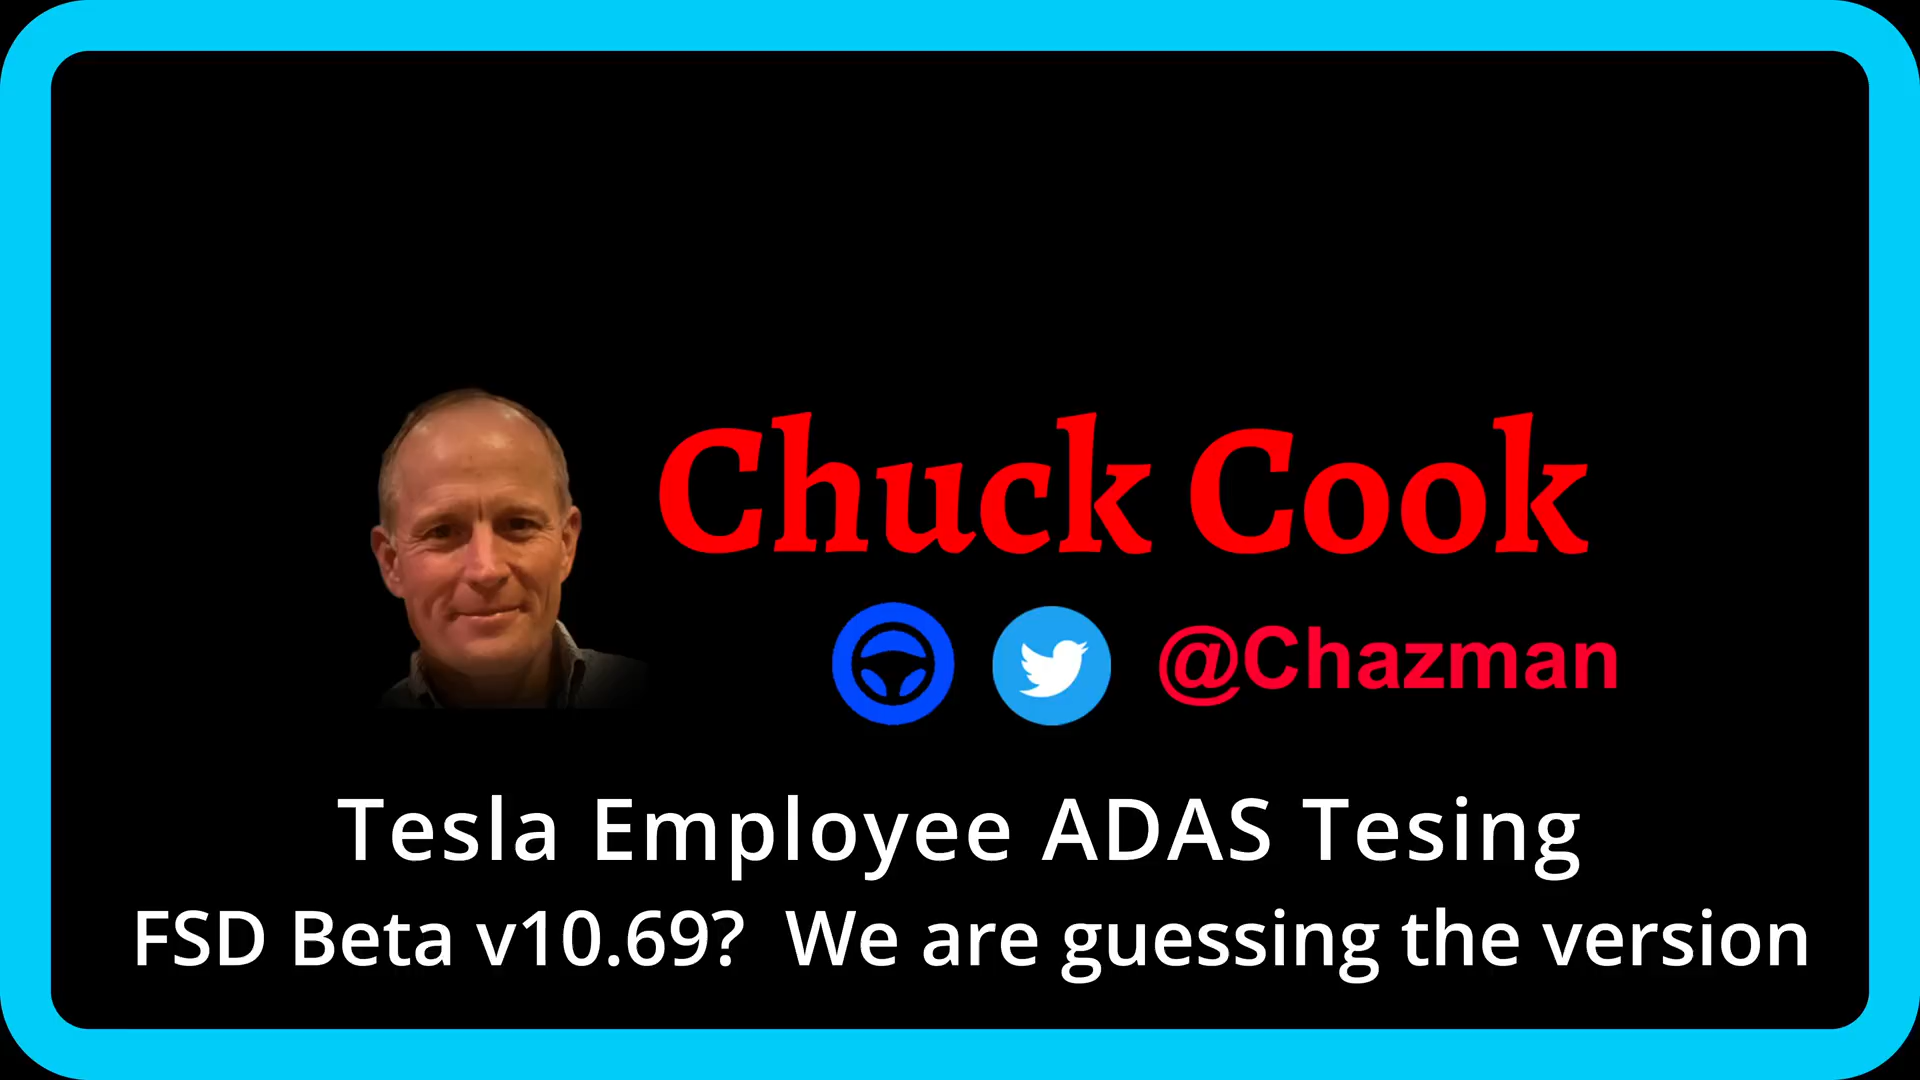 Chuck Cook
@Chazman
Tesla Employee ADAS Tesing
FSD Beta v10.69? We are guessing the version